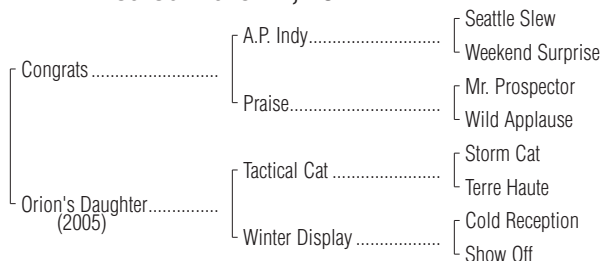 Seattle Slew
A.P. Indy
Weekend Surprise
Congrats
Mr. Prospector
Praise
Wild Applause
Storm Cat
Tactical Cat
Terre Haute
Orion's Daughter
(2005)
Cold Reception
Winter Display
Show Off